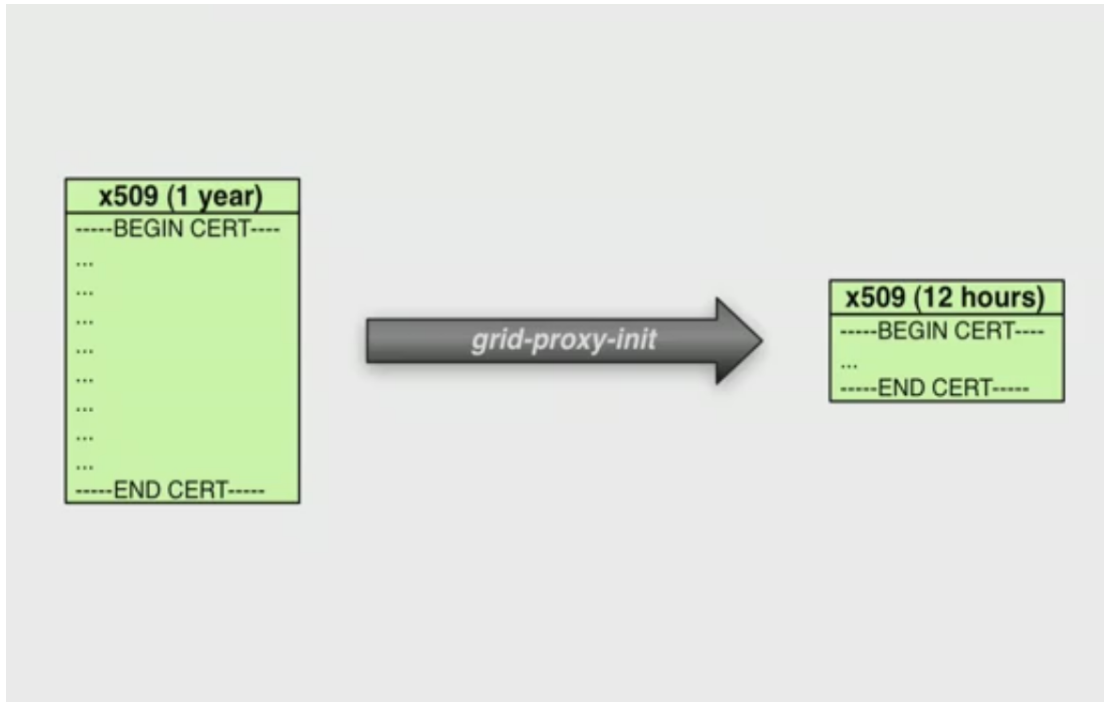 x509 (1 year)
-----BEGIN CERT----
...
...
...
...
...
...
...
...
-----END CERT-----
grid-proxy-init
x509 (12 hours)
-----BEGIN CERT----
...
-----END CERT-----